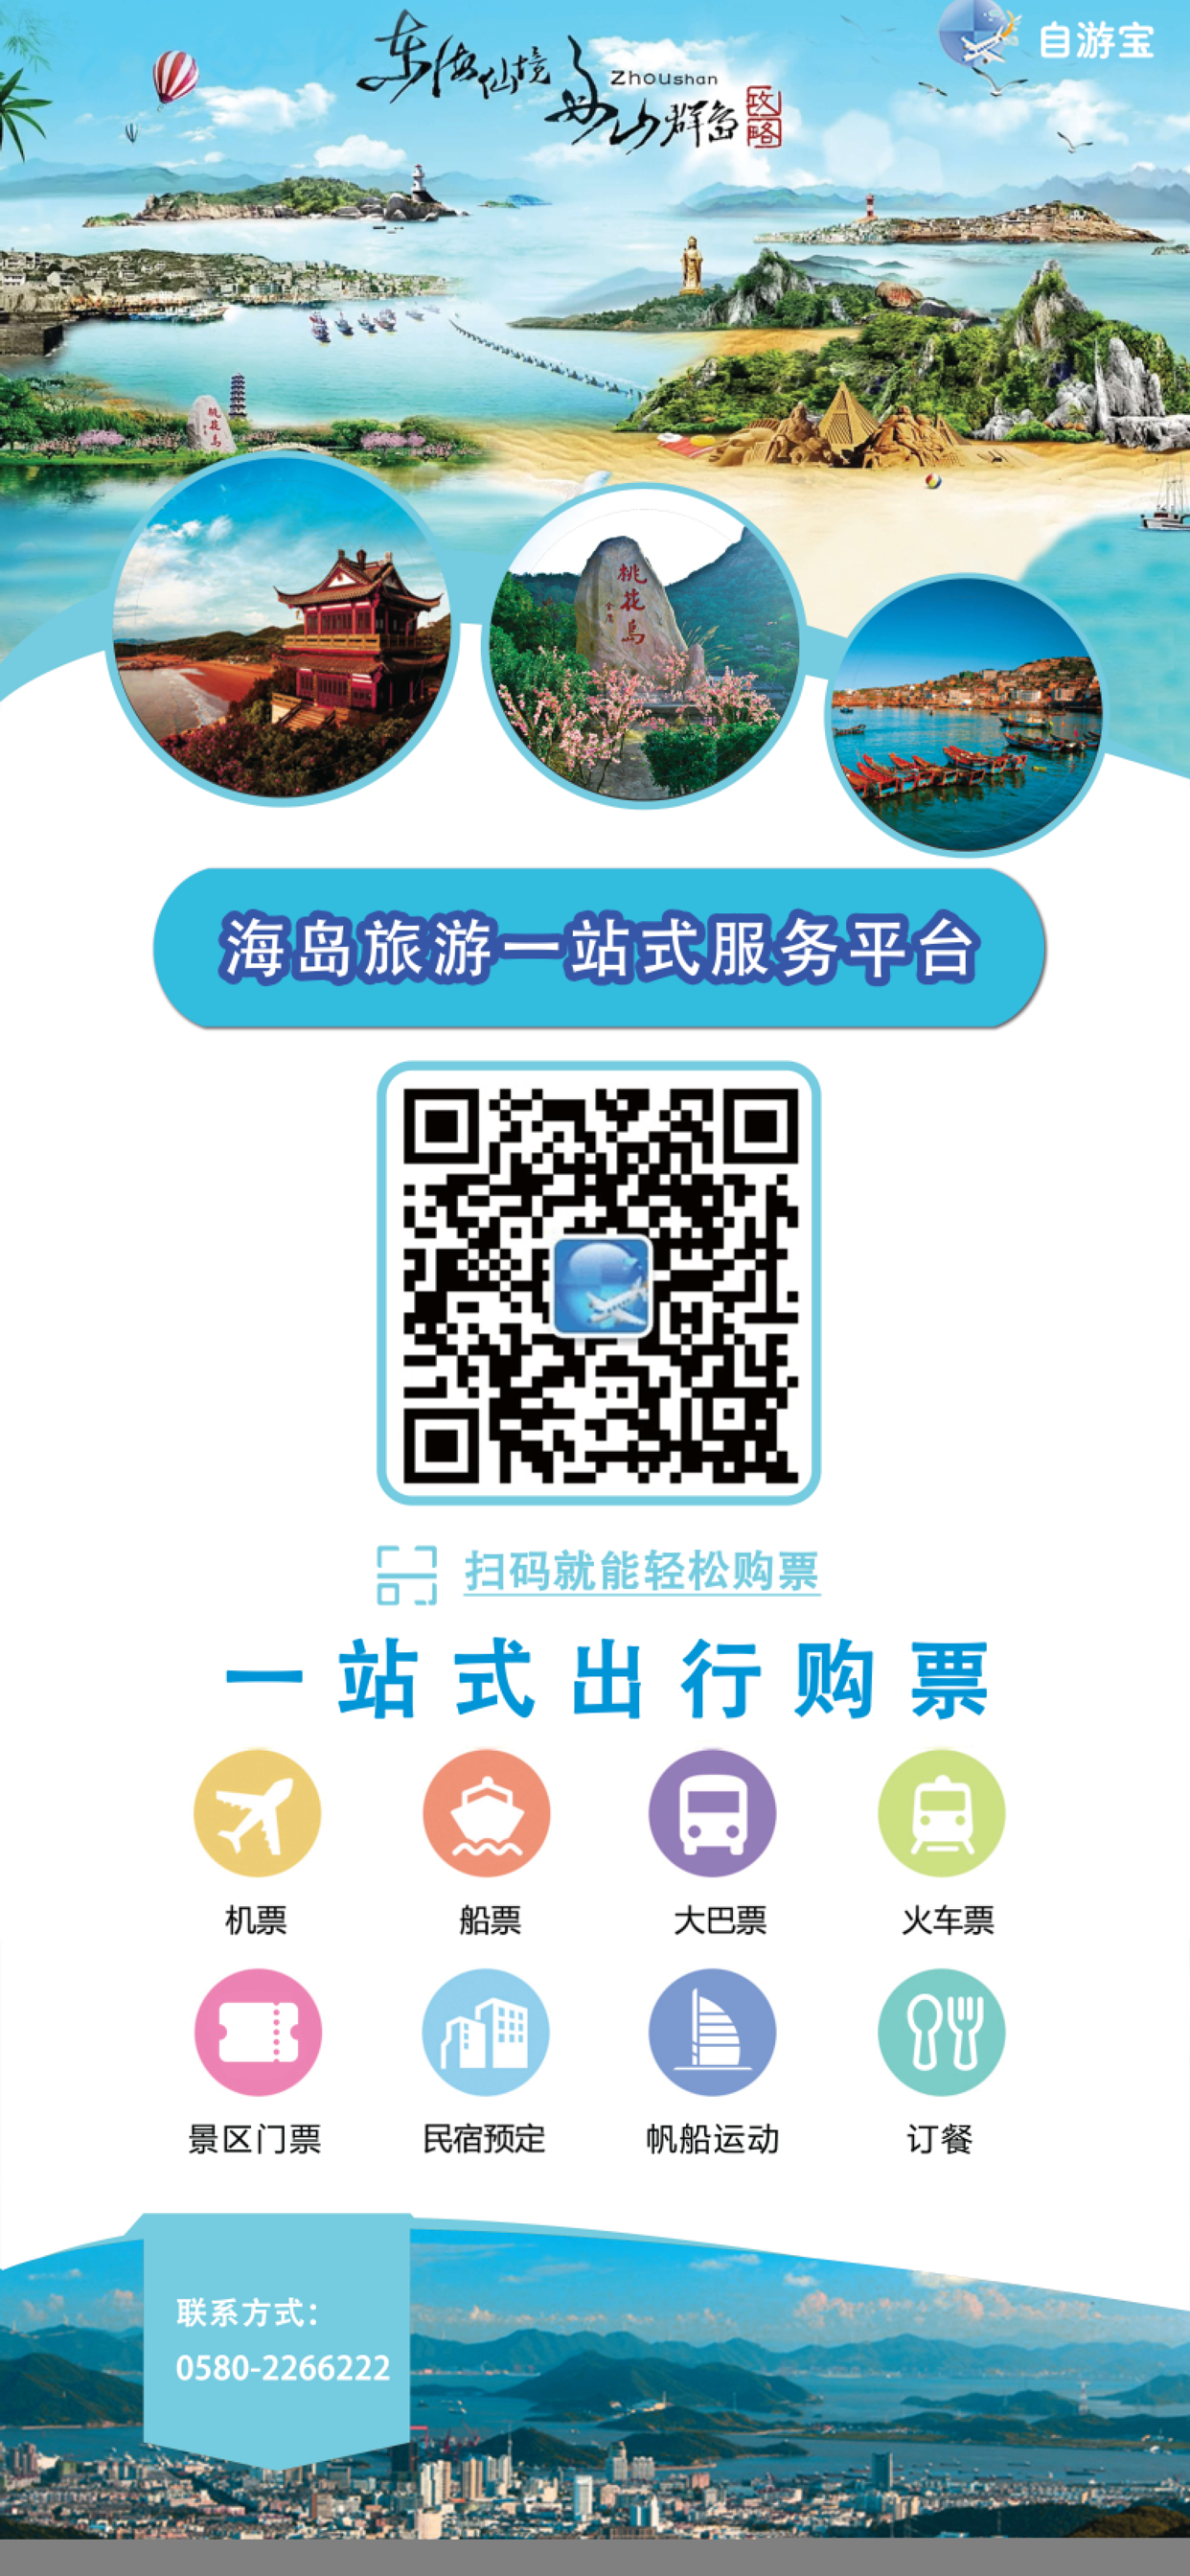 自游宝
东海仙境
Zhoushan
舟山群岛
攻略
桃花岛
桃花岛
海岛旅游一站式服务平台
扫码就能轻松购票
一站式出行购票
机票
船票
大巴票
火车票
景区门票
民宿预定
帆船运动
订餐
联系方式：
0580-2266222